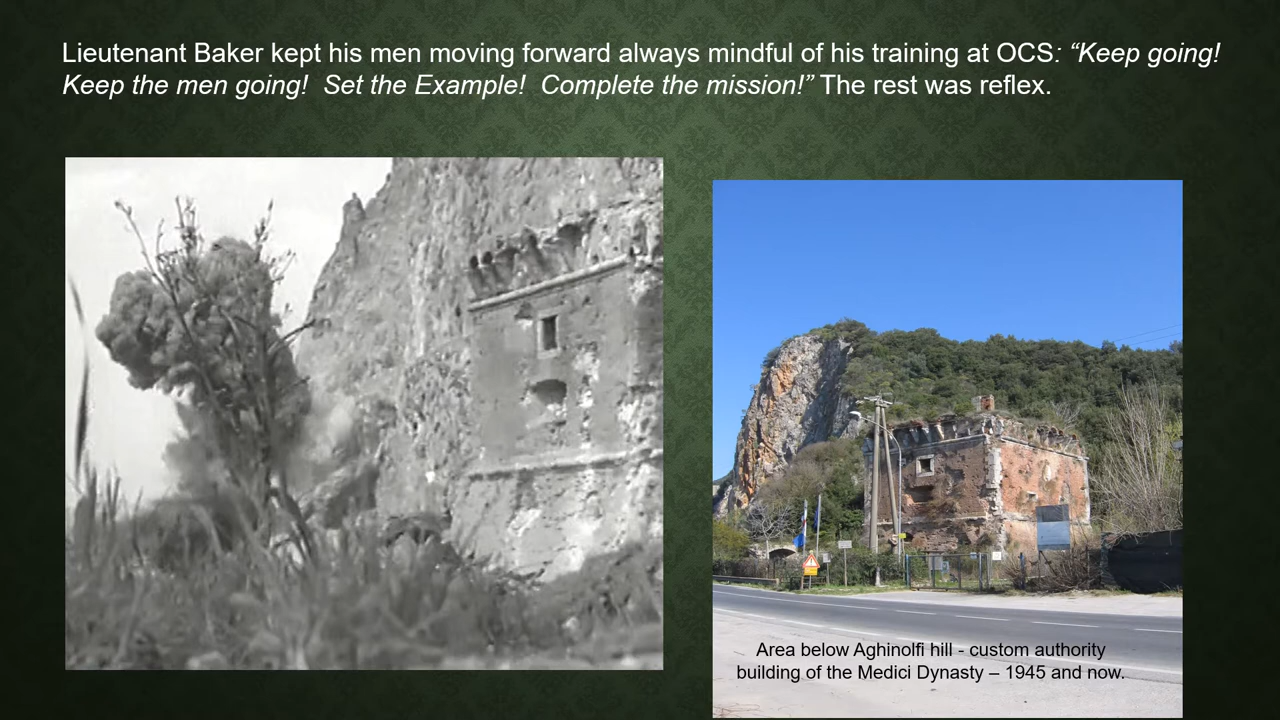 Lieutenant Baker kept his men moving forward always mindful of his training at OCS: “Keep going!
Keep the men going!  Set the Example!  Complete the mission!” The rest was reflex.
Area below Aghinolfi hill - custom authority
building of the Medici Dynasty – 1945 and now.